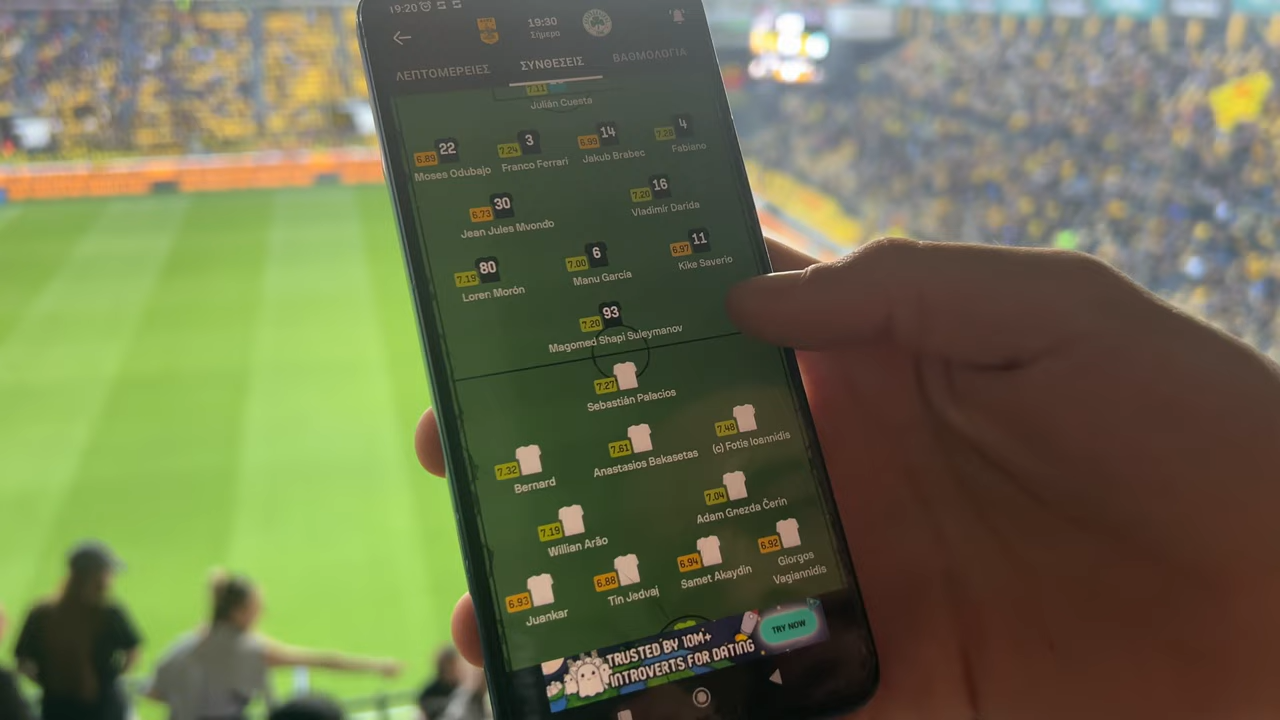 19:20
19:30
Σήμερα
ΛΕΠΤΟΜΕΡΕΙΕΣ ΣΥΝΘΕΣΕΙΣ ΒΑΘΜΟΛΟΓΙΑ
7.11
Julián Cuesta
22 3 14 4
6.89 7.24 6.99 7.26
Moses Odubajo Franco Ferrari Jakub Brabec Fabiano
30 16
6.73 7.20
Jean Jules Mvondo Vladimír Darida
80 6 11
7.19 7.00 6.97
Loren Morón Manu García Kike Saverio
93
7.20
Magomed Shapi Suleymanov
7.27
Sebastián Palacios
7.32 7.61 7.48
Bernard Anastasios Bakasetas (c) Fotis Ioannidis
7.19 7.04
Willian Arão Adam Gnezda Čerin
6.93 6.88 6.94 6.92
Juankar Tin Jedvaj Samet Akaydin Giorgos
Vagiannidis
TRUSTED BY 10M+
INTROVERTS FOR DATING
TRY NOW